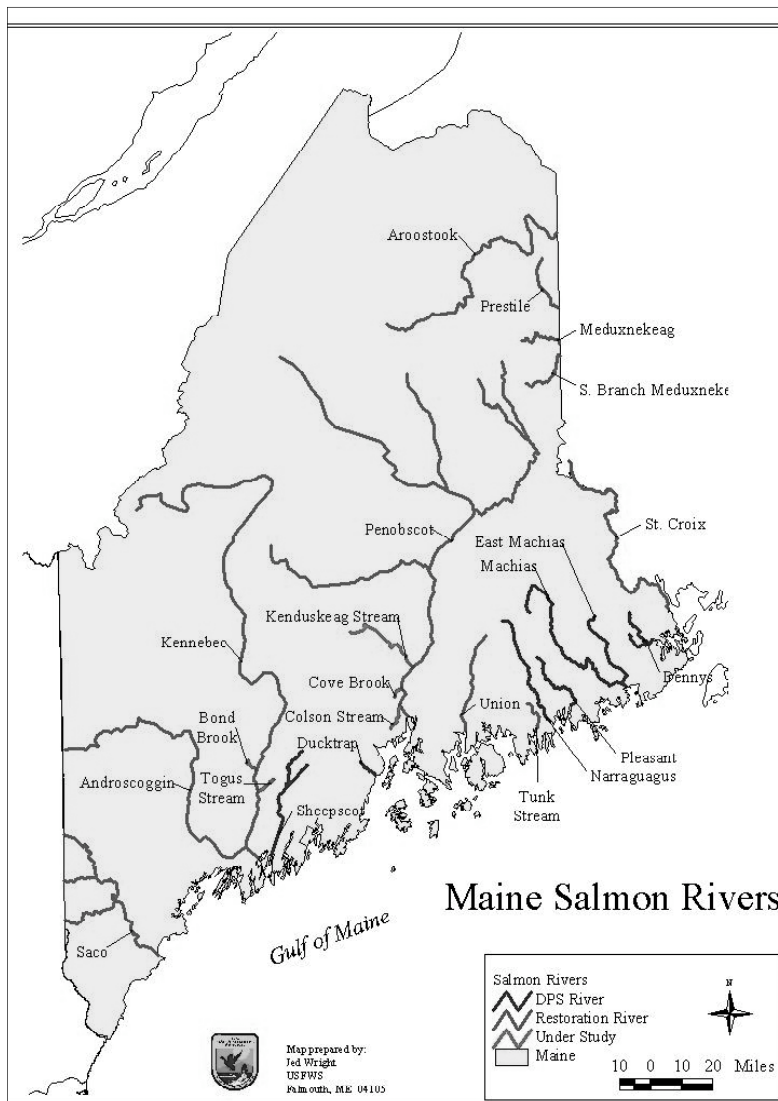 Aroostook
Prestile
Meduxnekeag
S. Branch Meduxneke
Penobscot
St. Croix
East Machias
Machias
Kenduskeag Stream
Kennebec
Cove Brook
Dennys
Bond
Brook
Colson Stream
Union
Ducktrap
Pleasant
Androscoggin
Togus
Stream
Narraguagus
Tunk
Stream
Sheepscot
Maine Salmon Rivers
Gulf of Maine
Saco
Salmon Rivers
DPS River
Restoration River
Under Study
Maine
N
10 0 10 20 Miles
Map prepared by:
Jed Wright
USFWS
Falmouth, ME 04105